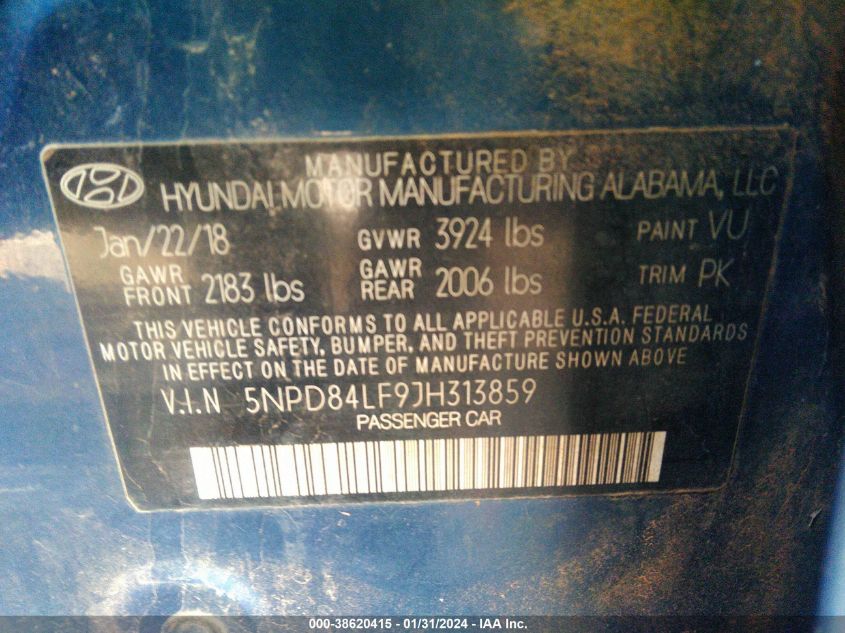 MANUFACTURED BY
HYUNDAI MOTOR MANUFACTURING ALABAMA, LLC
Jan/22/18 GVWR 3924 lbs PAINT VU
GAWR FRONT 2183 lbs GAWR REAR 2006 lbs TRIM PK
THIS VEHICLE CONFORMS TO ALL APPLICABLE U.S.A. FEDERAL
MOTOR VEHICLE SAFETY, BUMPER, AND THEFT PREVENTION STANDARDS
IN EFFECT ON THE DATE OF MANUFACTURE SHOWN ABOVE
V.I.N 5NPD84LF9JH313859
PASSENGER CAR
000-38620415 - 01/31/2024 - IAA Inc.